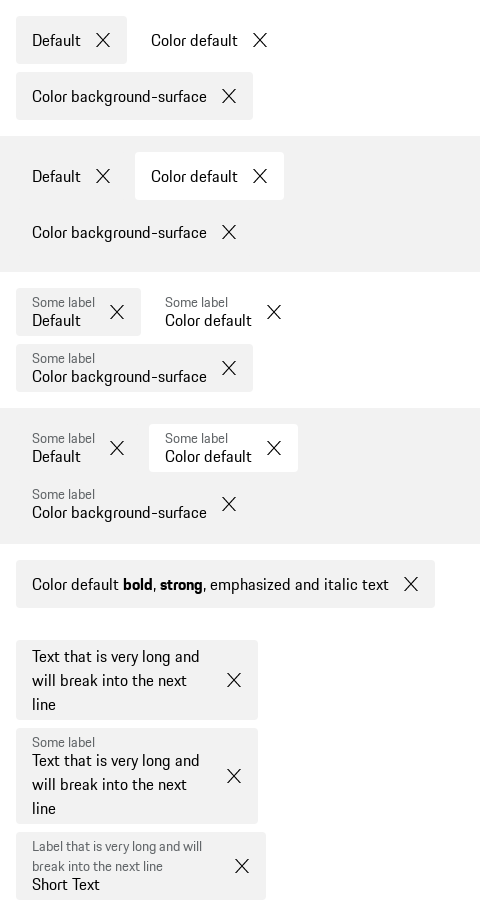 Default
Color default
Color background-surface
Default
Color default
Color background-surface
Some label
Default
Some label
Color default
Some label
Color background-surface
Some label
Default
Some label
Color default
Some label
Color background-surface
Color default bold, strong, emphasized and italic text
Text that is very long and
will break into the next
line
Some label
Text that is very long and
will break into the next
line
Label that is very long and will
break into the next line
Short Text